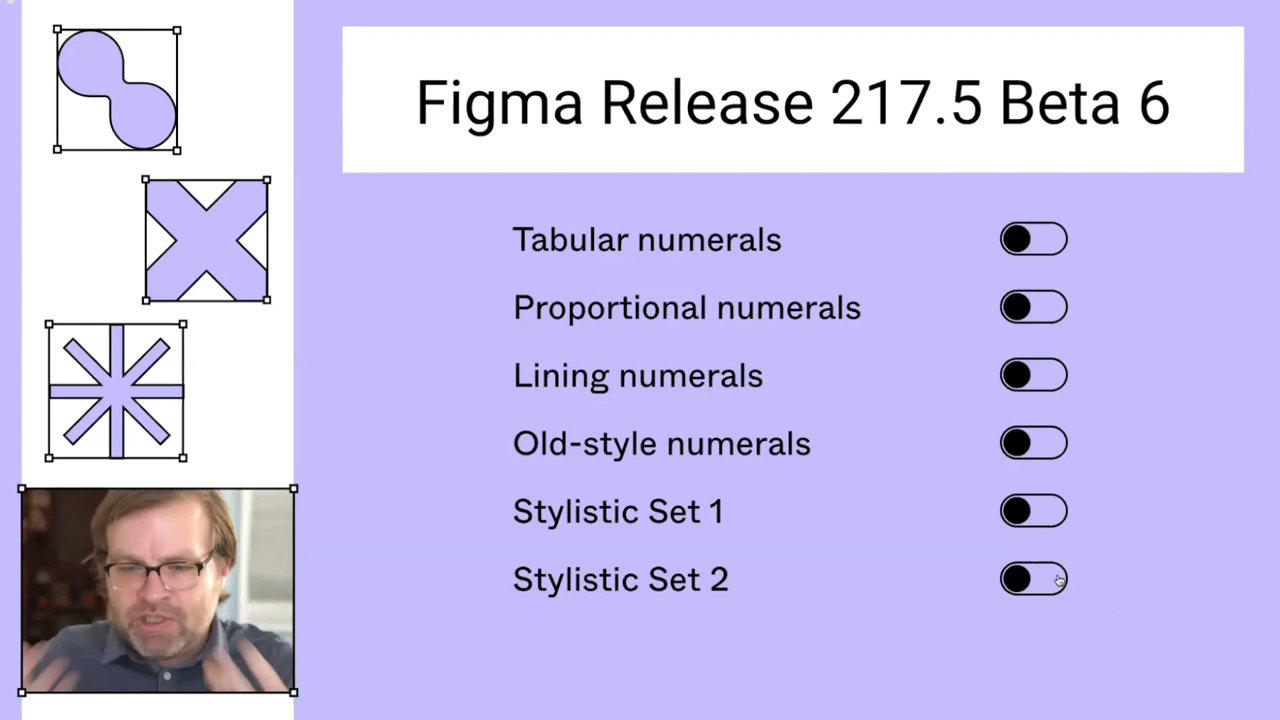 Figma Release 217.5 Beta 6
Tabular numerals
Proportional numerals
Lining numerals
Old-style numerals
Stylistic Set 1
Stylistic Set 2